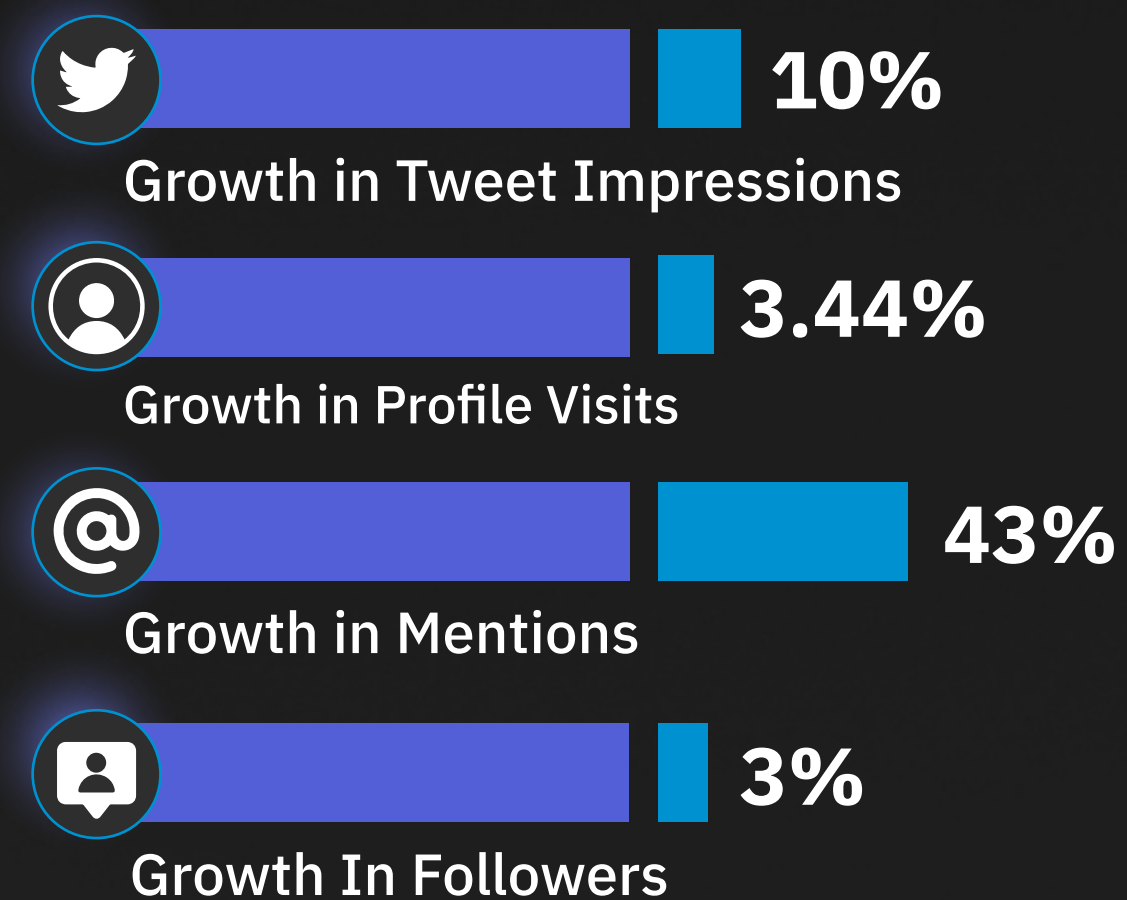 10%
Growth in Tweet Impressions
3.44%
Growth in Profile Visits
43%
Growth in Mentions
3%
Growth In Followers